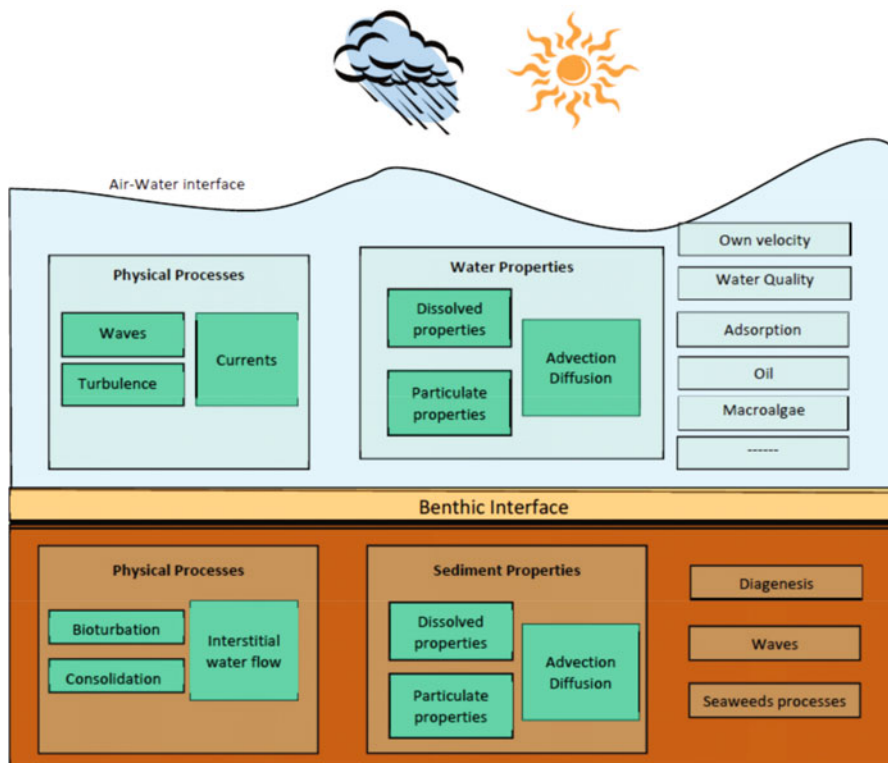 Air-Water interface
Physical Processes
Waves
Turbulence
Currents
Water Properties
Dissolved
properties
Particulate
properties
Advection
Diffusion
Own velocity
Water Quality
Adsorption
Oil
Macroalgae
------
Benthic Interface
Physical Processes
Bioturbation
Consolidation
Interstitial
water flow
Sediment Properties
Dissolved
properties
Particulate
properties
Advection
Diffusion
Diagenesis
Waves
Seaweeds processes